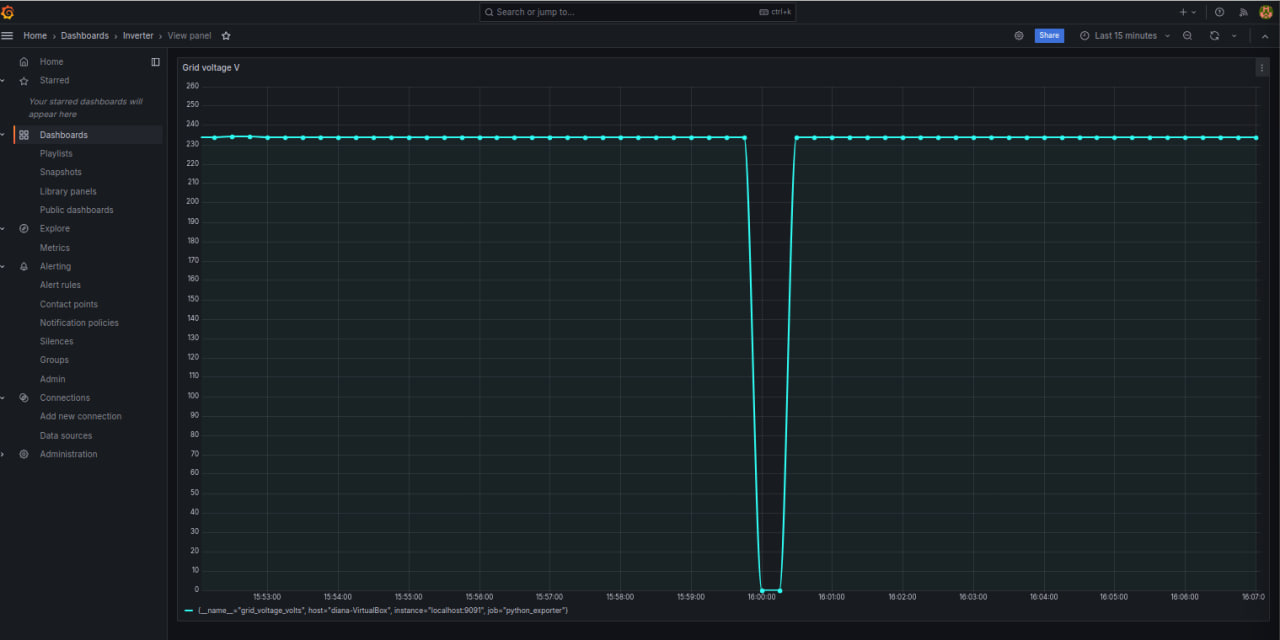 Search or jump to...
ctrl+k
Home › Dashboards › Inverter › View panel
Share
Last 15 minutes
Home
Starred
Your starred dashboards will
appear here
Dashboards
Playlists
Snapshots
Library panels
Public dashboards
Explore
Metrics
Alerting
Alert rules
Contact points
Notification policies
Silences
Groups
Admin
Connections
Add new connection
Data sources
Administration
Grid voltage V
260
250
240
230
220
210
200
190
180
170
160
150
140
130
120
110
100
90
80
70
60
50
40
30
20
10
0
15:53:00 15:54:00 15:55:00 15:56:00 15:57:00 15:58:00 15:59:00 16:00:00 16:01:00 16:02:00 16:03:00 16:04:00 16:05:00 16:06:00 16:07:0
{__name__="grid_voltage_volts", host="diana-VirtualBox", instance="localhost:9091", job="python_exporter"}